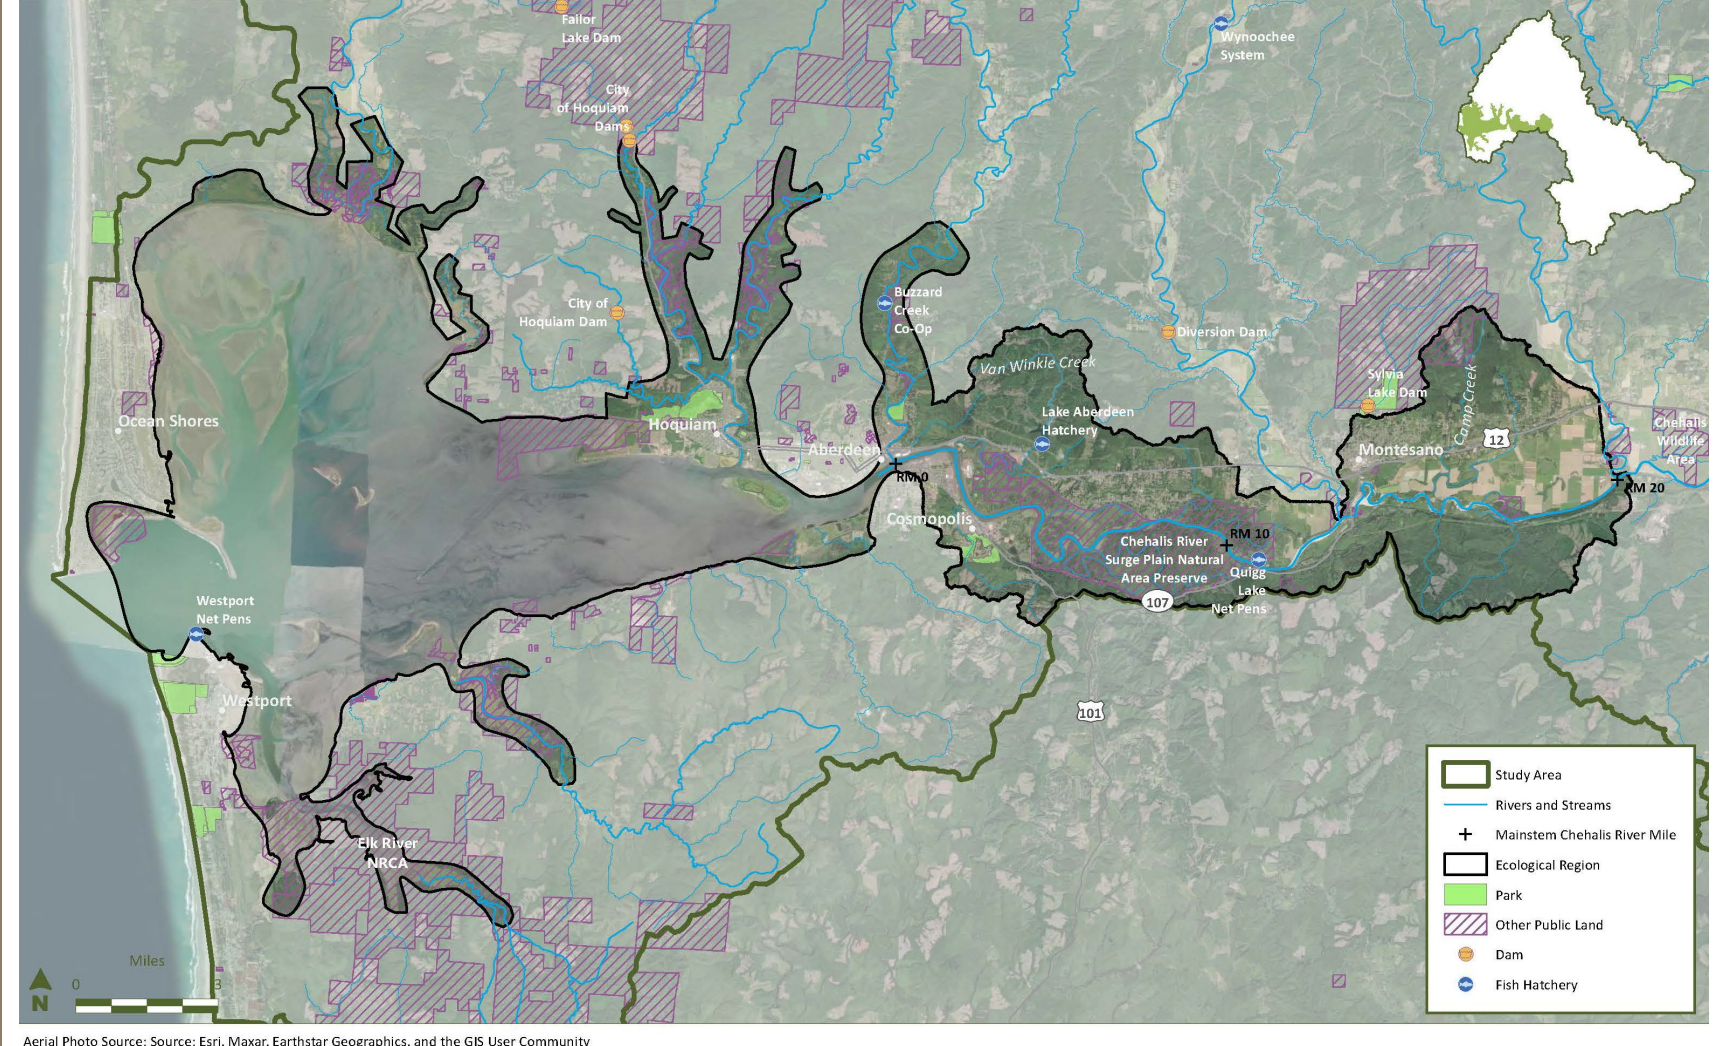 Failor
Lake Dam
Wynoochee
System
City
of Hoquiam
Dams
City of
Hoquiam Dam
Buzzard
Creek
Co-Op
Diversion Dam
Van Winkle Creek
Sylvia
Lake Dam
Camp Creek
Lake Aberdeen
Hatchery
Ocean Shores
Hoquiam
Aberdeen
RM 0
Montesano
12
Chehalis
Wildlife
Area
RM 20
Cosmopolis
RM 10
Chehalis River
Surge Plain Natural
Area Preserve
Quigg
Lake
Net Pens
107
Westport
Net Pens
Westport
101
Elk River
NRCA
Study Area
Rivers and Streams
Mainstem Chehalis River Mile
Ecological Region
Park
Other Public Land
Dam
Fish Hatchery
Miles
0 3
N
Aerial Photo Source: Source: Esri, Maxar, Earthstar Geographics, and the GIS User Community